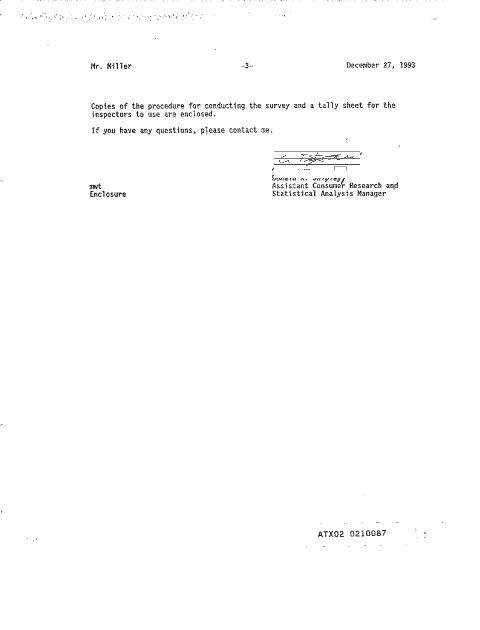 Mr. Miller -3- December 27, 1993
Copies of the procedure for conducting the survey and a tally sheet for the
inspectors to use are enclosed.
If you have any questions, please contact me.
Assistant Consumer Research and
mwt
Statistical Analysis Manager
Enclosure
ATX02 0210087